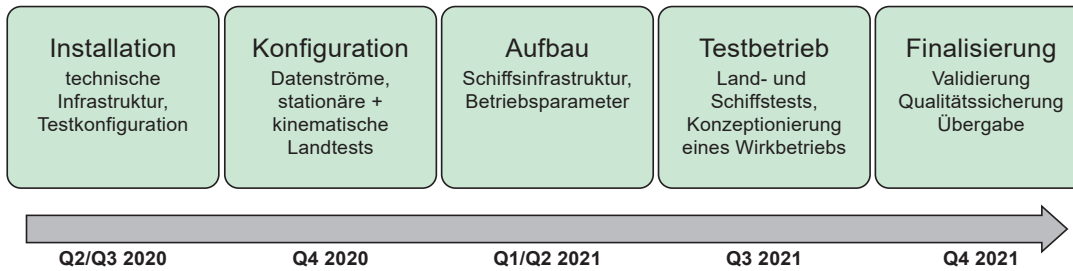 Installation
technische
Infrastruktur,
Testkonfiguration
Konfiguration
Datenströme,
stationäre +
kinematische
Landtests
Aufbau
Schiffsinfrastruktur,
Betriebsparameter
Testbetrieb
Land- und
Schiffstests,
Konzeptionierung
eines Wirkbetriebs
Finalisierung
Validierung
Qualitätssicherung
Übergabe
Q2/Q3 2020
Q4 2020
Q1/Q2 2021
Q3 2021
Q4 2021